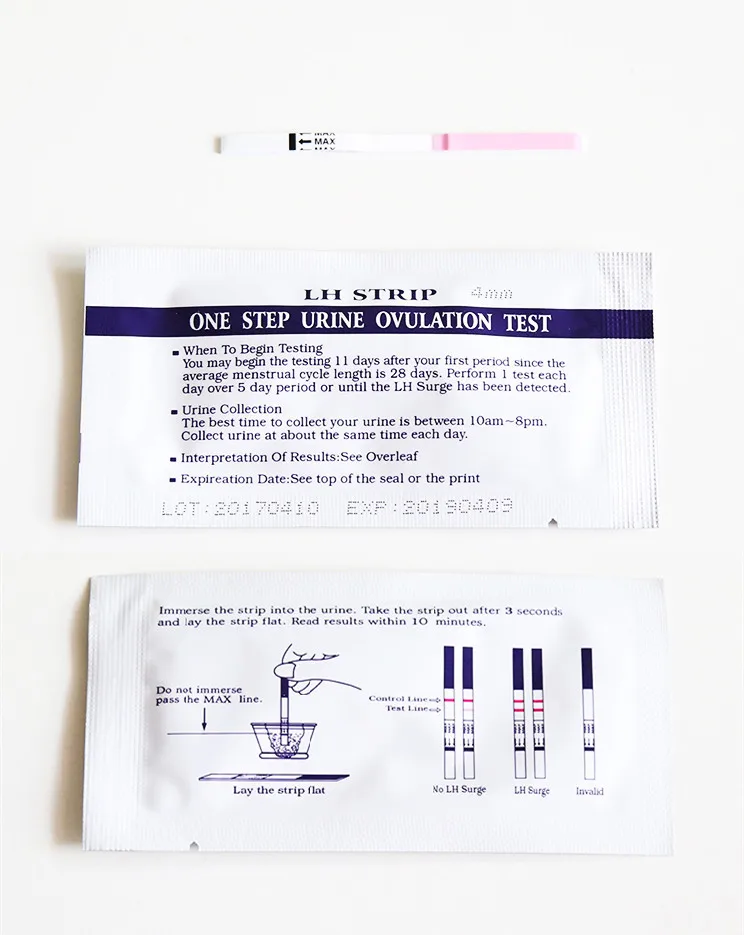 MAX
MAX
MAX
LH STRIP 4mm
ONE STEP URINE OVULATION TEST
When To Begin Testing
You may begin the testing 11 days after your first period since the
average menstrual cycle length is 28 days. Perform 1 test each
day over 5 day period or until the LH Surge has been detected.
Urine Collection
The best time to collect your urine is between 10am~8pm.
Collect urine at about the same time each day.
Interpretation Of Results:See Overleaf
Expireation Date:See top of the seal or the print
LOT:20170410 EXP:20190409
Immerse the strip into the urine. Take the strip out after 3 seconds
and lay the strip flat. Read results within 10 minutes.
Do not immerse
pass the MAX line.
Control Line
Test Line
Lay the strip flat
No LH Surge
LH Surge
Invalid